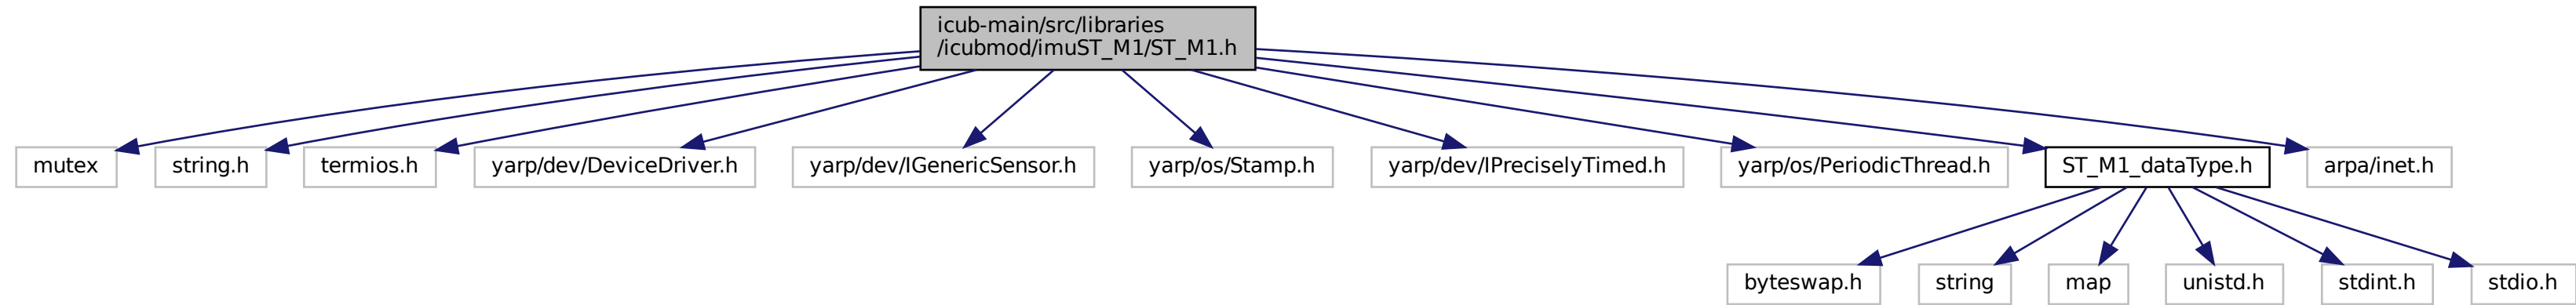 icub-main/src/libraries
/icubmod/imuST_M1/ST_M1.h
mutex
string.h
termios.h
yarp/dev/DeviceDriver.h
yarp/dev/IGenericSensor.h
yarp/os/Stamp.h
yarp/dev/IPreciselyTimed.h
yarp/os/PeriodicThread.h
ST_M1_dataType.h
arpa/inet.h
byteswap.h
string
map
unistd.h
stdint.h
stdio.h